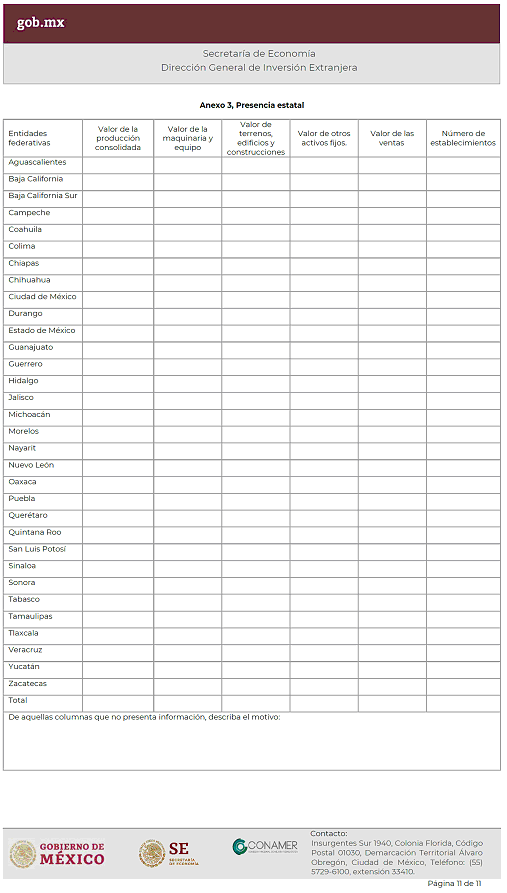 gob.mx
Secretaría de Economía
Dirección General de Inversión Extranjera
Anexo 3, Presencia estatal
Entidades federativas
Valor de la producción consolidada
Valor de la maquinaria y equipo
Valor de terrenos, edificios y construcciones
Valor de otros activos fijos.
Valor de las ventas
Número de establecimientos
Aguascalientes
Baja California
Baja California Sur
Campeche
Coahuila
Colima
Chiapas
Chihuahua
Ciudad de México
Durango
Estado de México
Guanajuato
Guerrero
Hidalgo
Jalisco
Michoacán
Morelos
Nayarit
Nuevo León
Oaxaca
Puebla
Querétaro
Quintana Roo
San Luis Potosí
Sinaloa
Sonora
Tabasco
Tamaulipas
Tlaxcala
Veracruz
Yucatán
Zacatecas
Total
De aquellas columnas que no presenta información, describa el motivo:
GOBIERNO DE
MÉXICO
SE
SECRETARÍA
DE ECONOMÍA
CONAMER
Contacto:
Insurgentes Sur 1940, Colonia Florida, Código
Postal 01030, Demarcación Territorial Álvaro
Obregón, Ciudad de México, Teléfono: (55)
5729-6100, extensión 33410.
Página 11 de 11